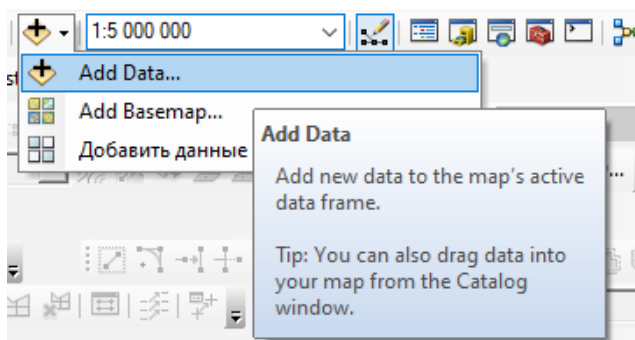 1:5 000 000
Add Data...
Add Basemap...
Добавить данные
Add Data
Add new data to the map's active
data frame.
Tip: You can also drag data into
your map from the Catalog
window.